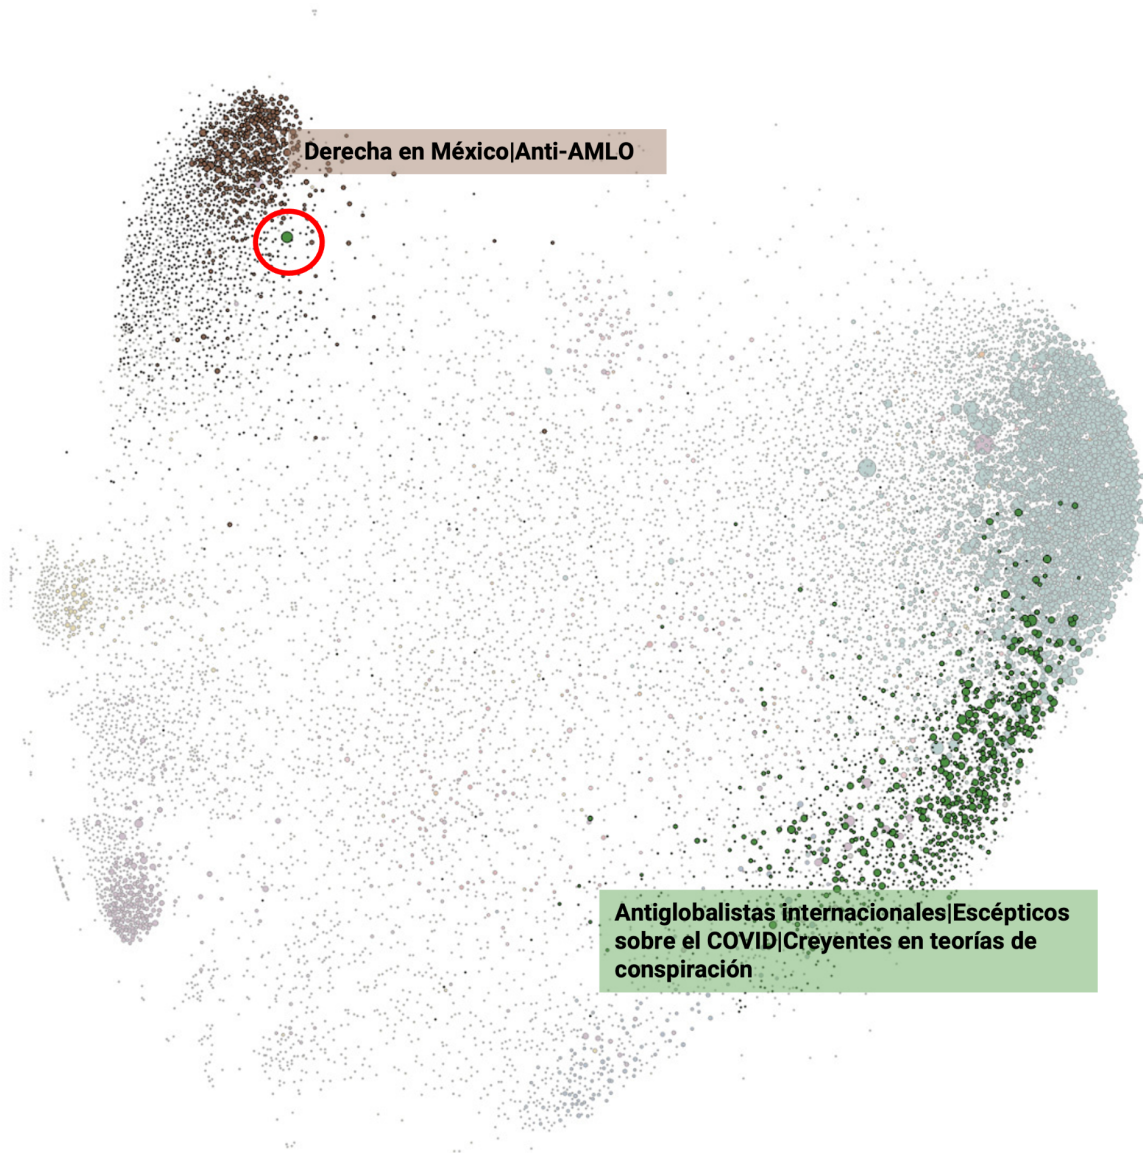 Derecha en México|Anti-AMLO
Antiglobalistas internacionales|Escépticos
sobre el COVID|Creyentes en teorías de
conspiración